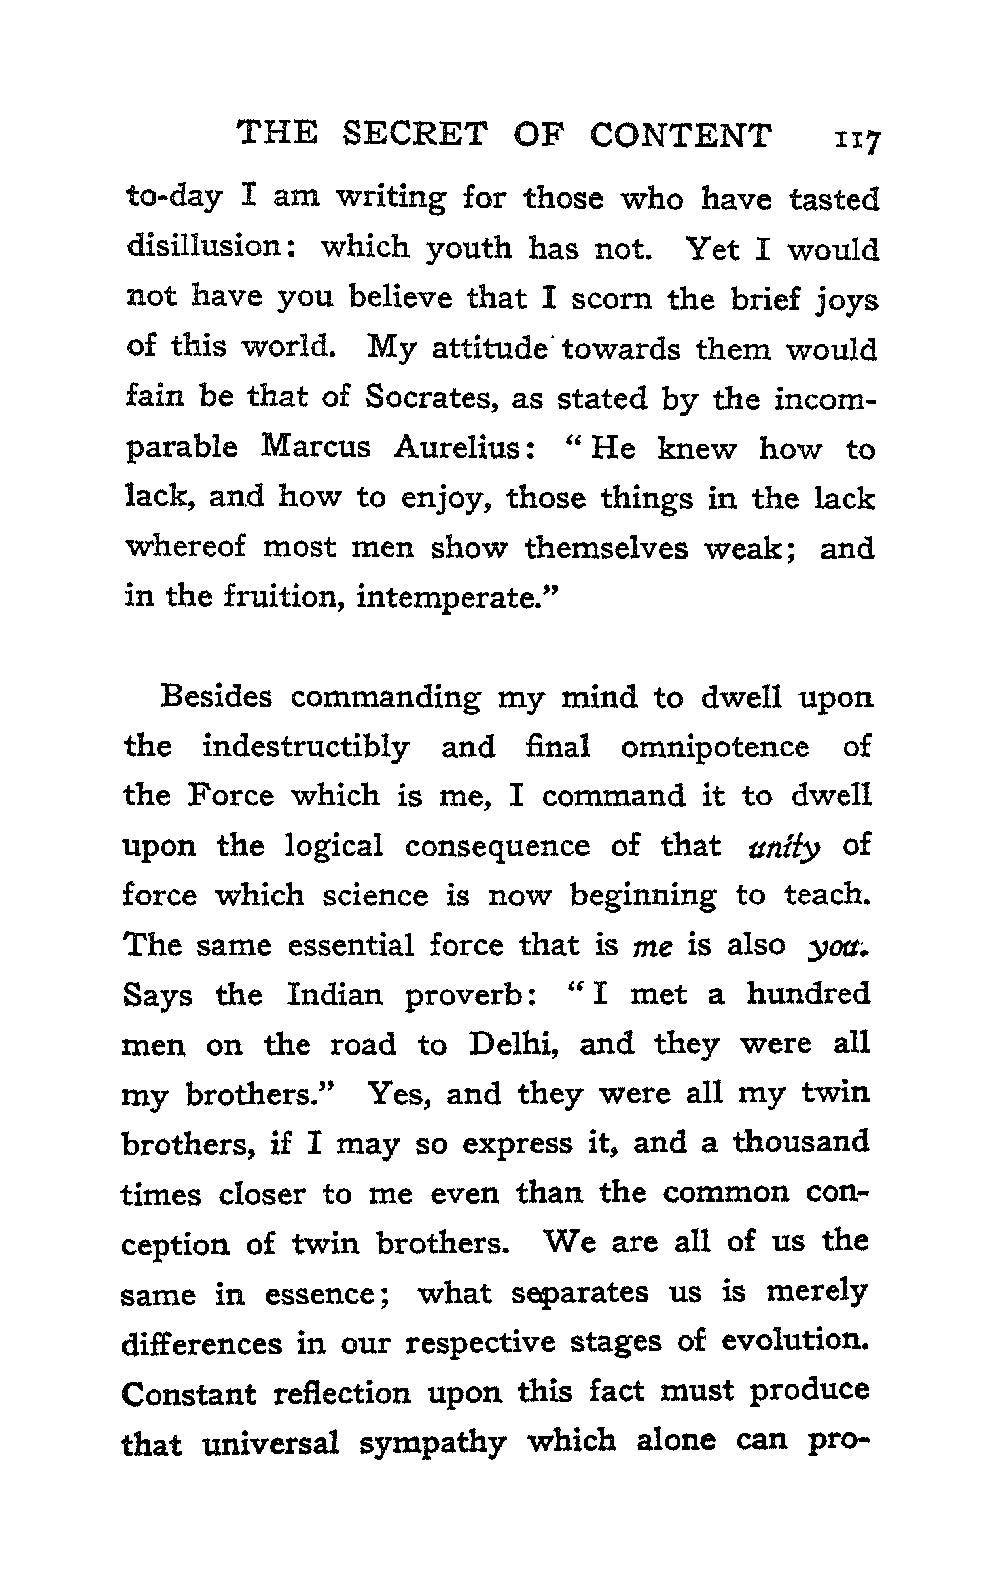 THE SECRET OF CONTENT 117
to-day I am writing for those who have tasted
disillusion: which youth has not. Yet I would
not have you believe that I scorn the brief joys
of this world. My attitude towards them would
fain be that of Socrates, as stated by the incom-
parable Marcus Aurelius: “He knew how to
lack, and how to enjoy, those things in the lack
whereof most men show themselves weak; and
in the fruition, intemperate.”
Besides commanding my mind to dwell upon
the indestructibly and final omnipotence of
the Force which is me, I command it to dwell
upon the logical consequence of that unity of
force which science is now beginning to teach.
The same essential force that is me is also you.
Says the Indian proverb: “I met a hundred
men on the road to Delhi, and they were all
my brothers.” Yes, and they were all my twin
brothers, if I may so express it, and a thousand
times closer to me even than the common con-
ception of twin brothers. We are all of us the
same in essence; what separates us is merely
differences in our respective stages of evolution.
Constant reflection upon this fact must produce
that universal sympathy which alone can pro-